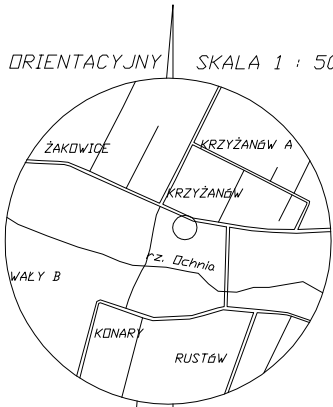 ORIENTACYJNY SKALA 1 : 50
ŻAKOWICE
KRZYŻANÓW A
KRZYŻANÓW
rz. Ochnia
WAŁY B
KONARY
RUSTÓW